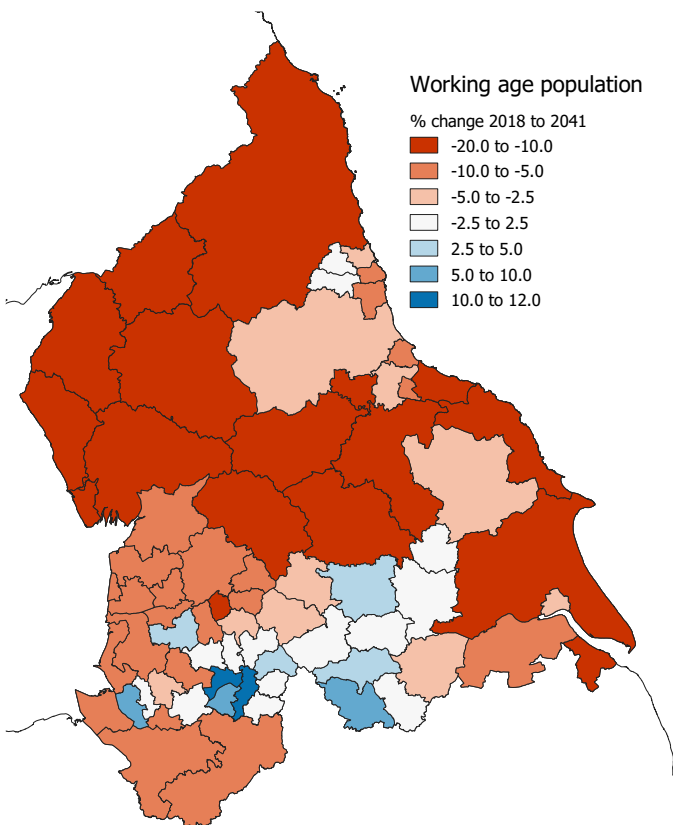 Working age population
% change 2018 to 2041
-20.0 to -10.0
-10.0 to -5.0
-5.0 to -2.5
-2.5 to 2.5
2.5 to 5.0
5.0 to 10.0
10.0 to 12.0